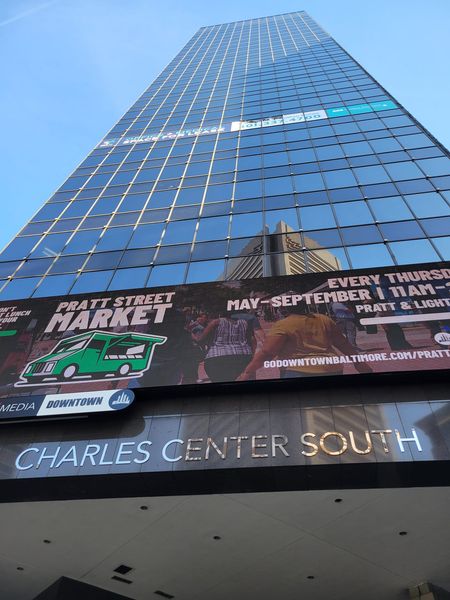 PRATT STREET
MARKET
EVERY THURSD
MAY-SEPTEMBER | 11AM-
PRATT & LIGHT
GODOWNTOWNBALTIMORE.COM/PRATT
MEDIA
DOWNTOWN
CHARLES CENTER SOUTH